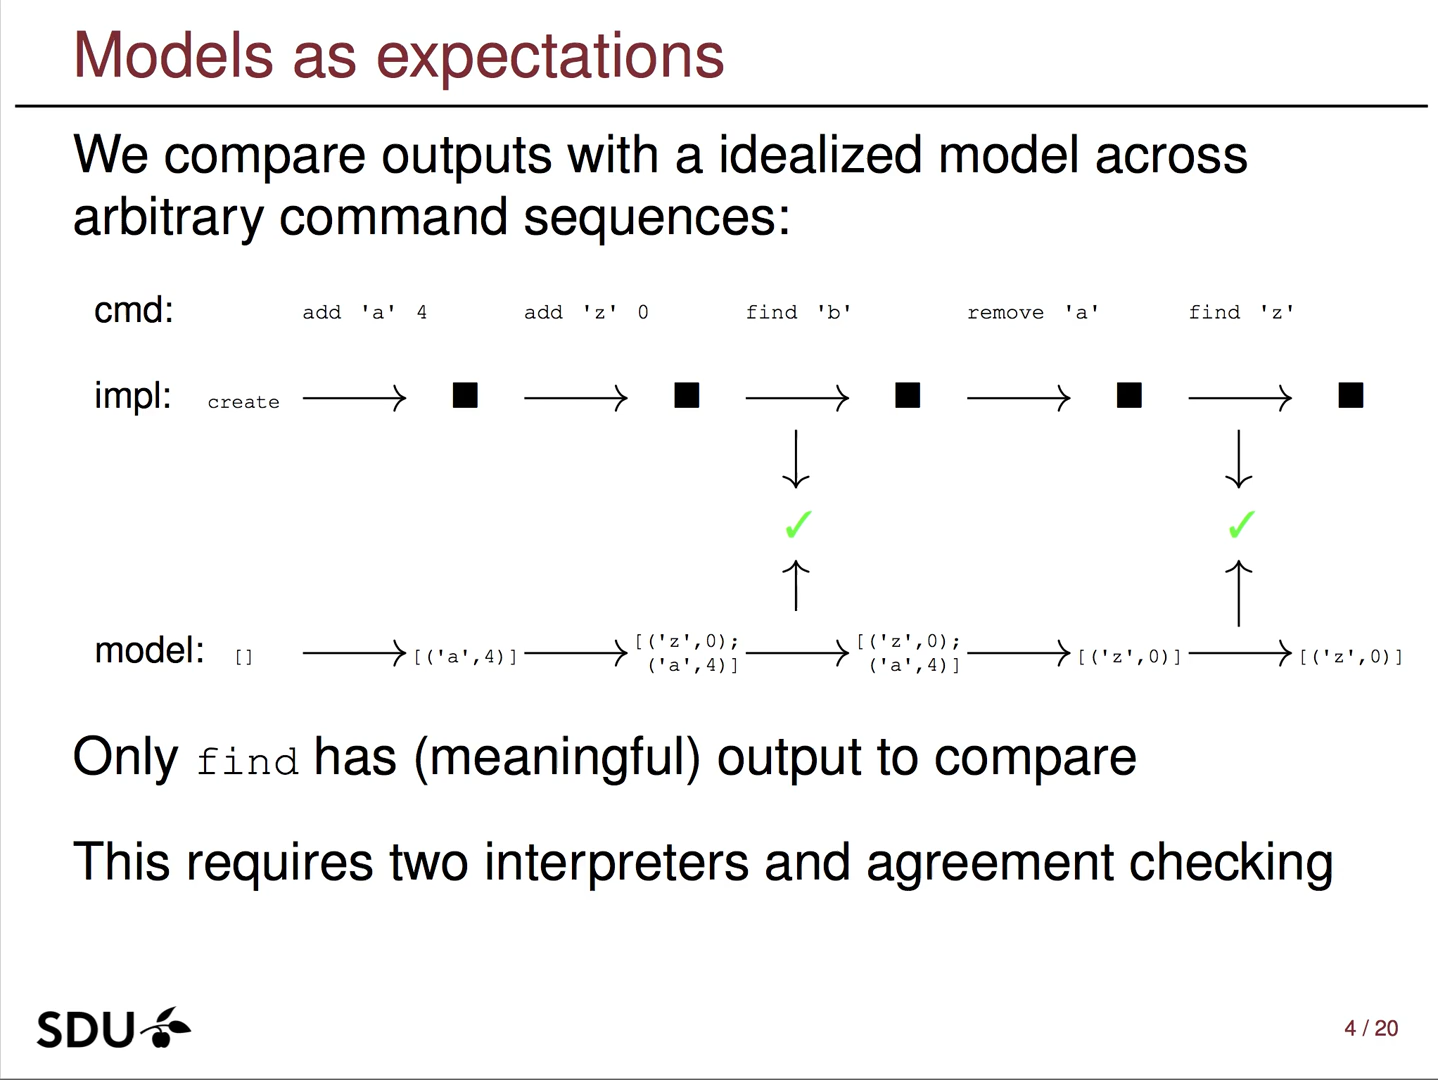 Models as expectations
We compare outputs with a idealized model across
arbitrary command sequences:
cmd: add 'a' 4 add 'z' 0 find 'b' remove 'a' find 'z'
impl: create
✓ ✓
model: [] [('a',4)] [('z',0); ('a',4)] [('z',0); ('a',4)] [('z',0)] [('z',0)]
Only find has (meaningful) output to compare
This requires two interpreters and agreement checking
SDU
4 / 20